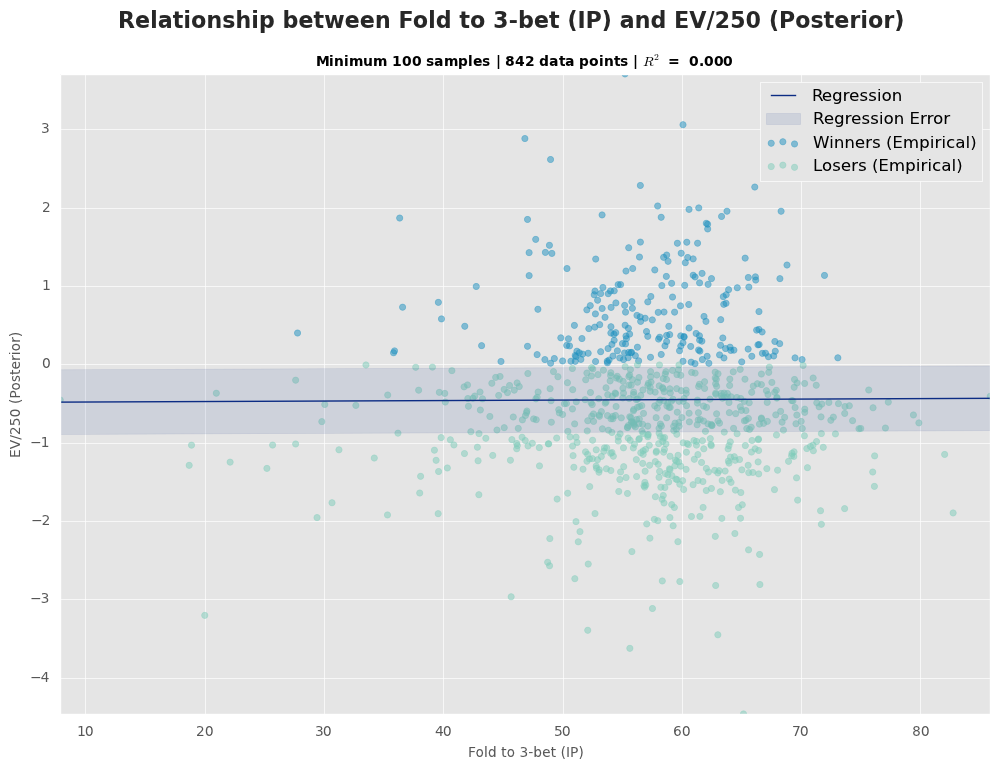 Relationship between Fold to 3-bet (IP) and EV/250 (Posterior)
Minimum 100 samples | 842 data points | R² = 0.000
Regression
Regression Error
Winners (Empirical)
Losers (Empirical)
EV/250 (Posterior)
3
2
1
0
−1
−2
−3
−4
10 20 30 40 50 60 70 80
Fold to 3-bet (IP)